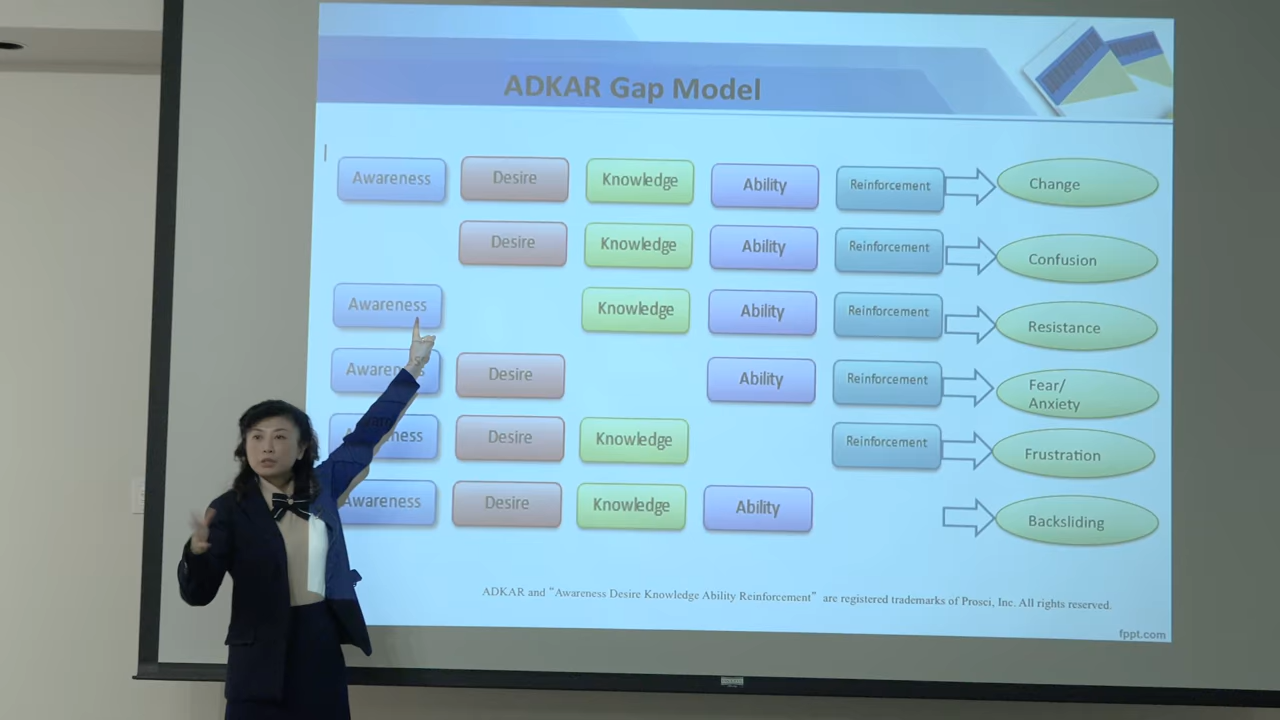 ADKAR Gap Model
Awareness Desire Knowledge Ability Reinforcement Change
Desire Knowledge Ability Reinforcement Confusion
Awareness Knowledge Ability Reinforcement Resistance
Awareness Desire Ability Reinforcement Fear/
Anxiety
Awareness Desire Knowledge Reinforcement Frustration
Awareness Desire Knowledge Ability Backsliding
ADKAR and "Awareness Desire Knowledge Ability Reinforcement" are registered trademarks of Prosci, Inc. All rights reserved.
fppt.com